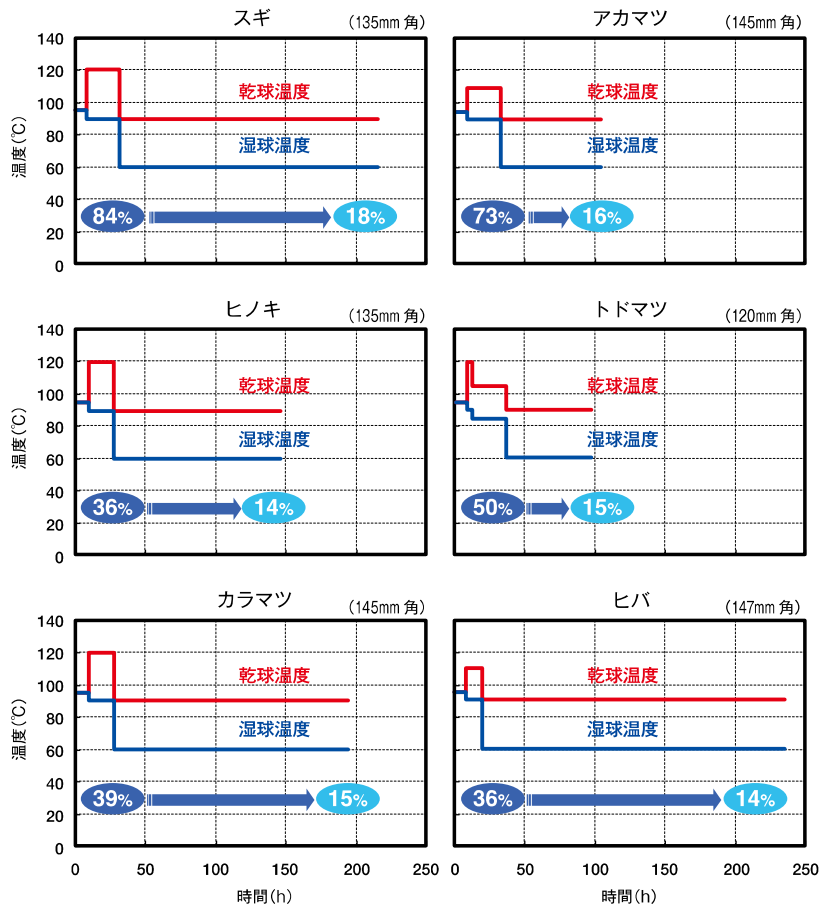 スギ (135mm 角)
140
120
100
80
60
40
20
0
温度(℃)
乾球温度
湿球温度
84% 18%
アカマツ (145mm 角)
乾球温度
湿球温度
73% 16%
ヒノキ (135mm 角)
140
120
100
80
60
40
20
0
温度(℃)
乾球温度
湿球温度
36% 14%
トドマツ (120mm 角)
乾球温度
湿球温度
50% 15%
カラマツ (145mm 角)
140
120
100
80
60
40
20
0
温度(℃)
乾球温度
湿球温度
39% 15%
0 50 100 150 200 250
時間(h)
ヒバ (147mm 角)
乾球温度
湿球温度
36% 14%
0 50 100 150 200 250
時間(h)